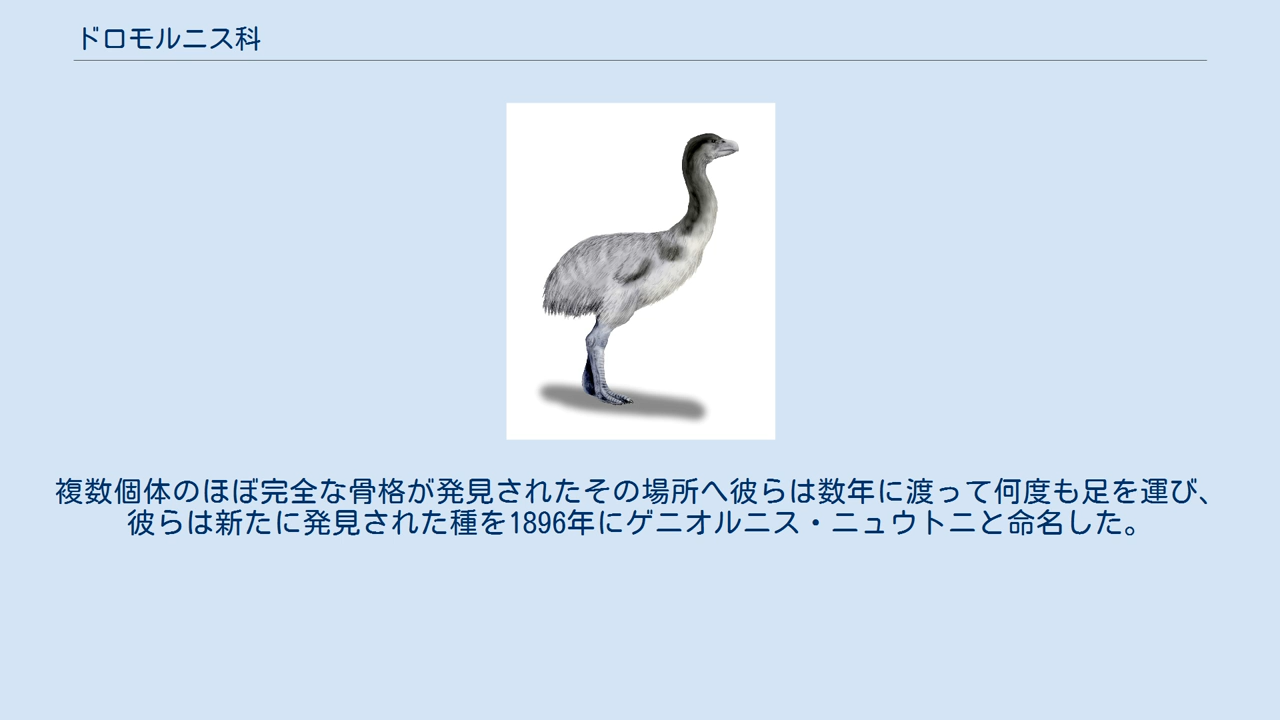 ドロモルニス科
複数個体のほぼ完全な骨格が発見されたその場所へ彼らは数年に渡って何度も足を運び、
彼らは新たに発見された種を1896年にゲニオルニス・ニュウトニと命名した。